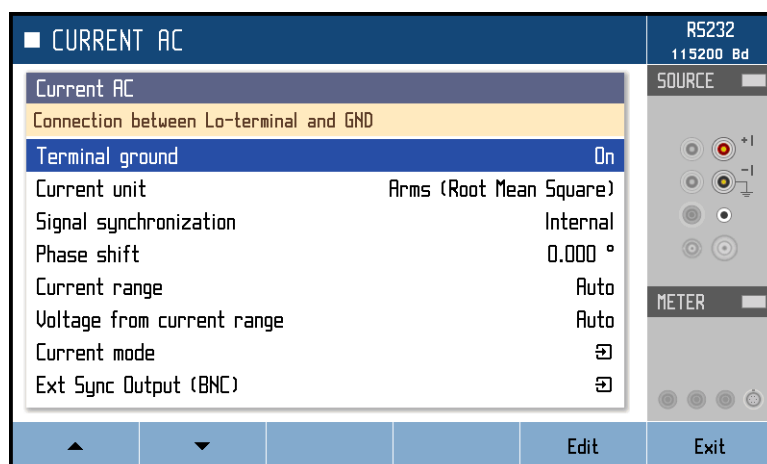 CURRENT AC
RS232
115200 Bd
Current AC
Connection between Lo-terminal and GND
Terminal ground On
Current unit Arms (Root Mean Square)
Signal synchronization Internal
Phase shift 0.000 °
Current range Auto
Voltage from current range Auto
Current mode
Ext Sync Output (BNC)
SOURCE
+I
-I
METER
Edit
Exit